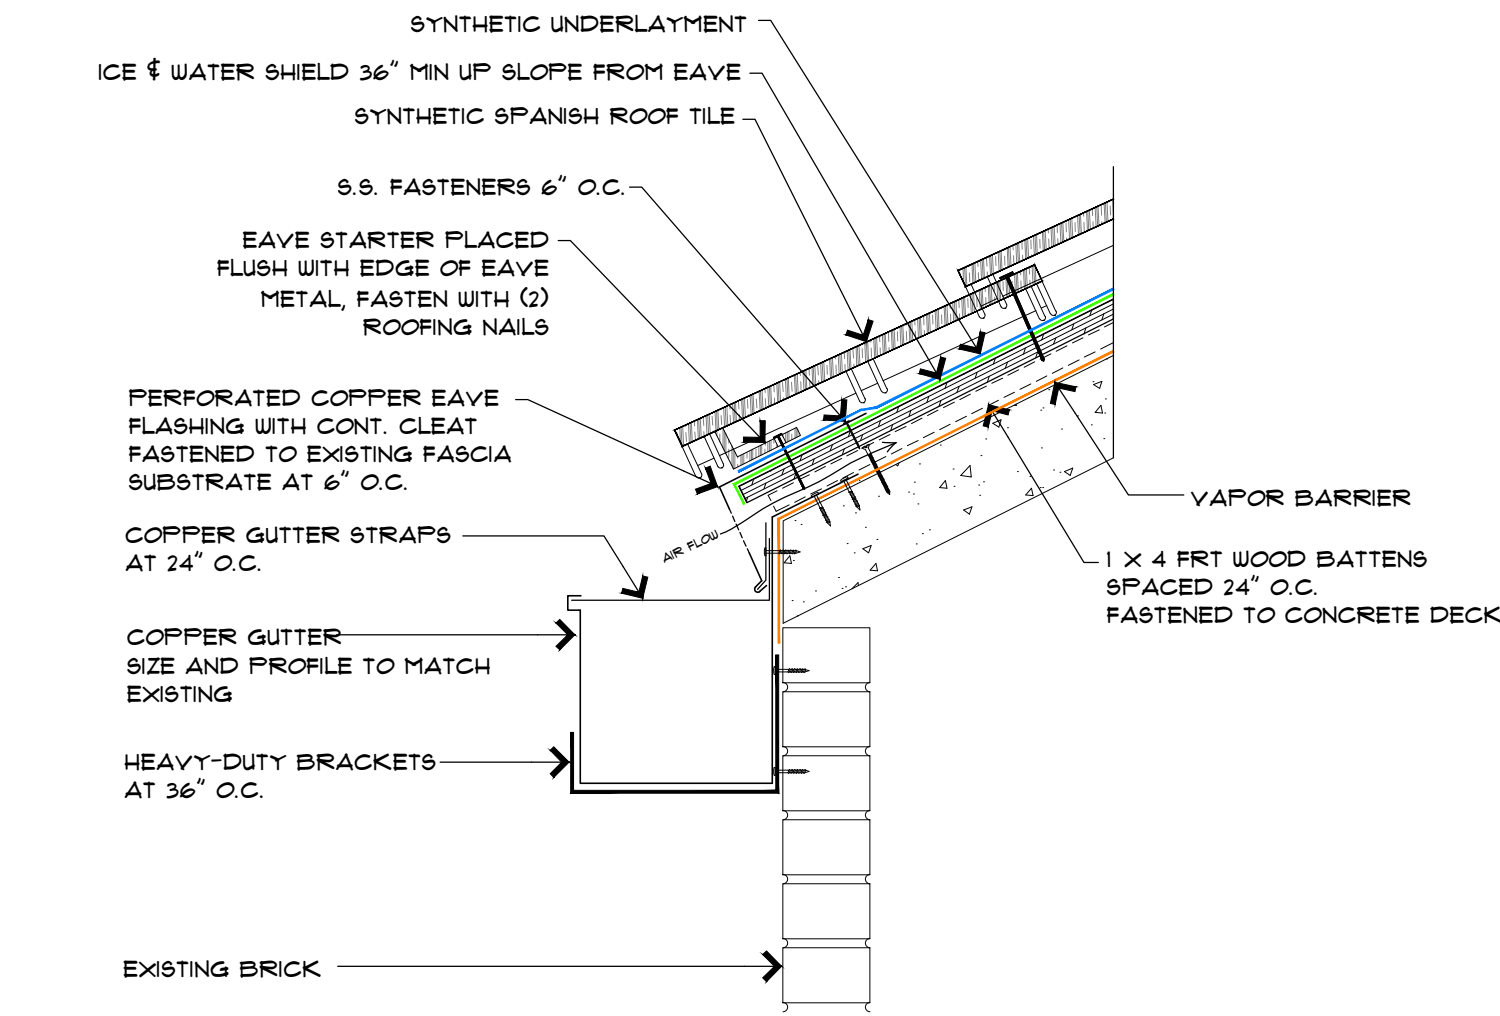 SYNTHETIC UNDERLAYMENT
ICE & WATER SHIELD 36" MIN UP SLOPE FROM EAVE
SYNTHETIC SPANISH ROOF TILE
S.S. FASTENERS 6" O.C.
EAVE STARTER PLACED
FLUSH WITH EDGE OF EAVE
METAL, FASTEN WITH (2)
ROOFING NAILS
PERFORATED COPPER EAVE
FLASHING WITH CONT. CLEAT
FASTENED TO EXISTING FASCIA
SUBSTRATE AT 6" O.C.
COPPER GUTTER STRAPS
AT 24" O.C.
COPPER GUTTER
SIZE AND PROFILE TO MATCH
EXISTING
HEAVY-DUTY BRACKETS
AT 36" O.C.
EXISTING BRICK
AIR FLOW
VAPOR BARRIER
1 X 4 FRT WOOD BATTENS
SPACED 24" O.C.
FASTENED TO CONCRETE DECK